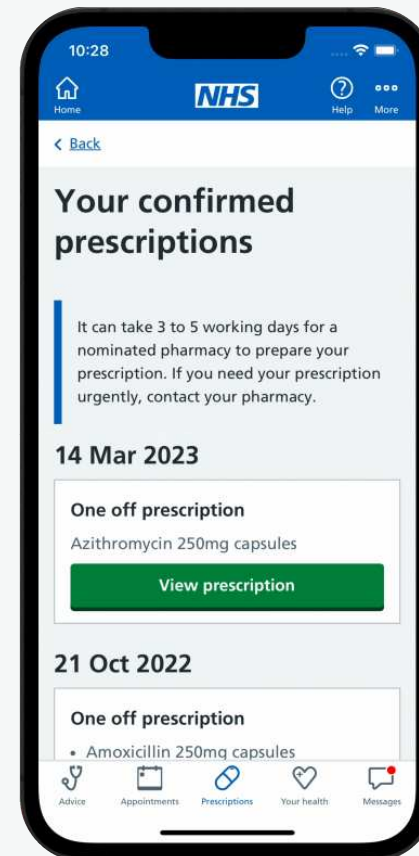 10:28
NHS
Home
Help
More
Back
Your confirmed
prescriptions
It can take 3 to 5 working days for a
nominated pharmacy to prepare your
prescription. If you need your prescription
urgently, contact your pharmacy.
14 Mar 2023
One off prescription
Azithromycin 250mg capsules
View prescription
21 Oct 2022
One off prescription
• Amoxicillin 250mg capsules
Advice
Appointments
Prescriptions
Your health
Messages